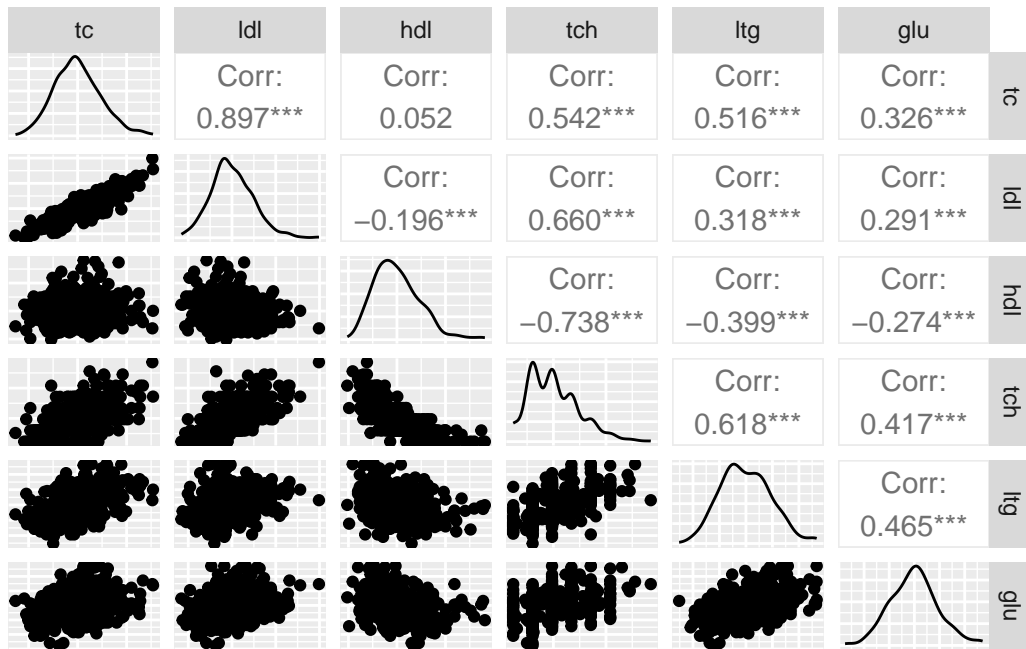 tc ldl hdl tch ltg glu
Corr: Corr: Corr: Corr: Corr:
0.897*** 0.052 0.542*** 0.516*** 0.326***
tc
Corr: Corr: Corr: Corr:
−0.196*** 0.660*** 0.318*** 0.291***
ldl
Corr: Corr: Corr:
−0.738*** −0.399*** −0.274***
hdl
Corr: Corr:
0.618*** 0.417***
tch
Corr:
0.465***
ltg
glu